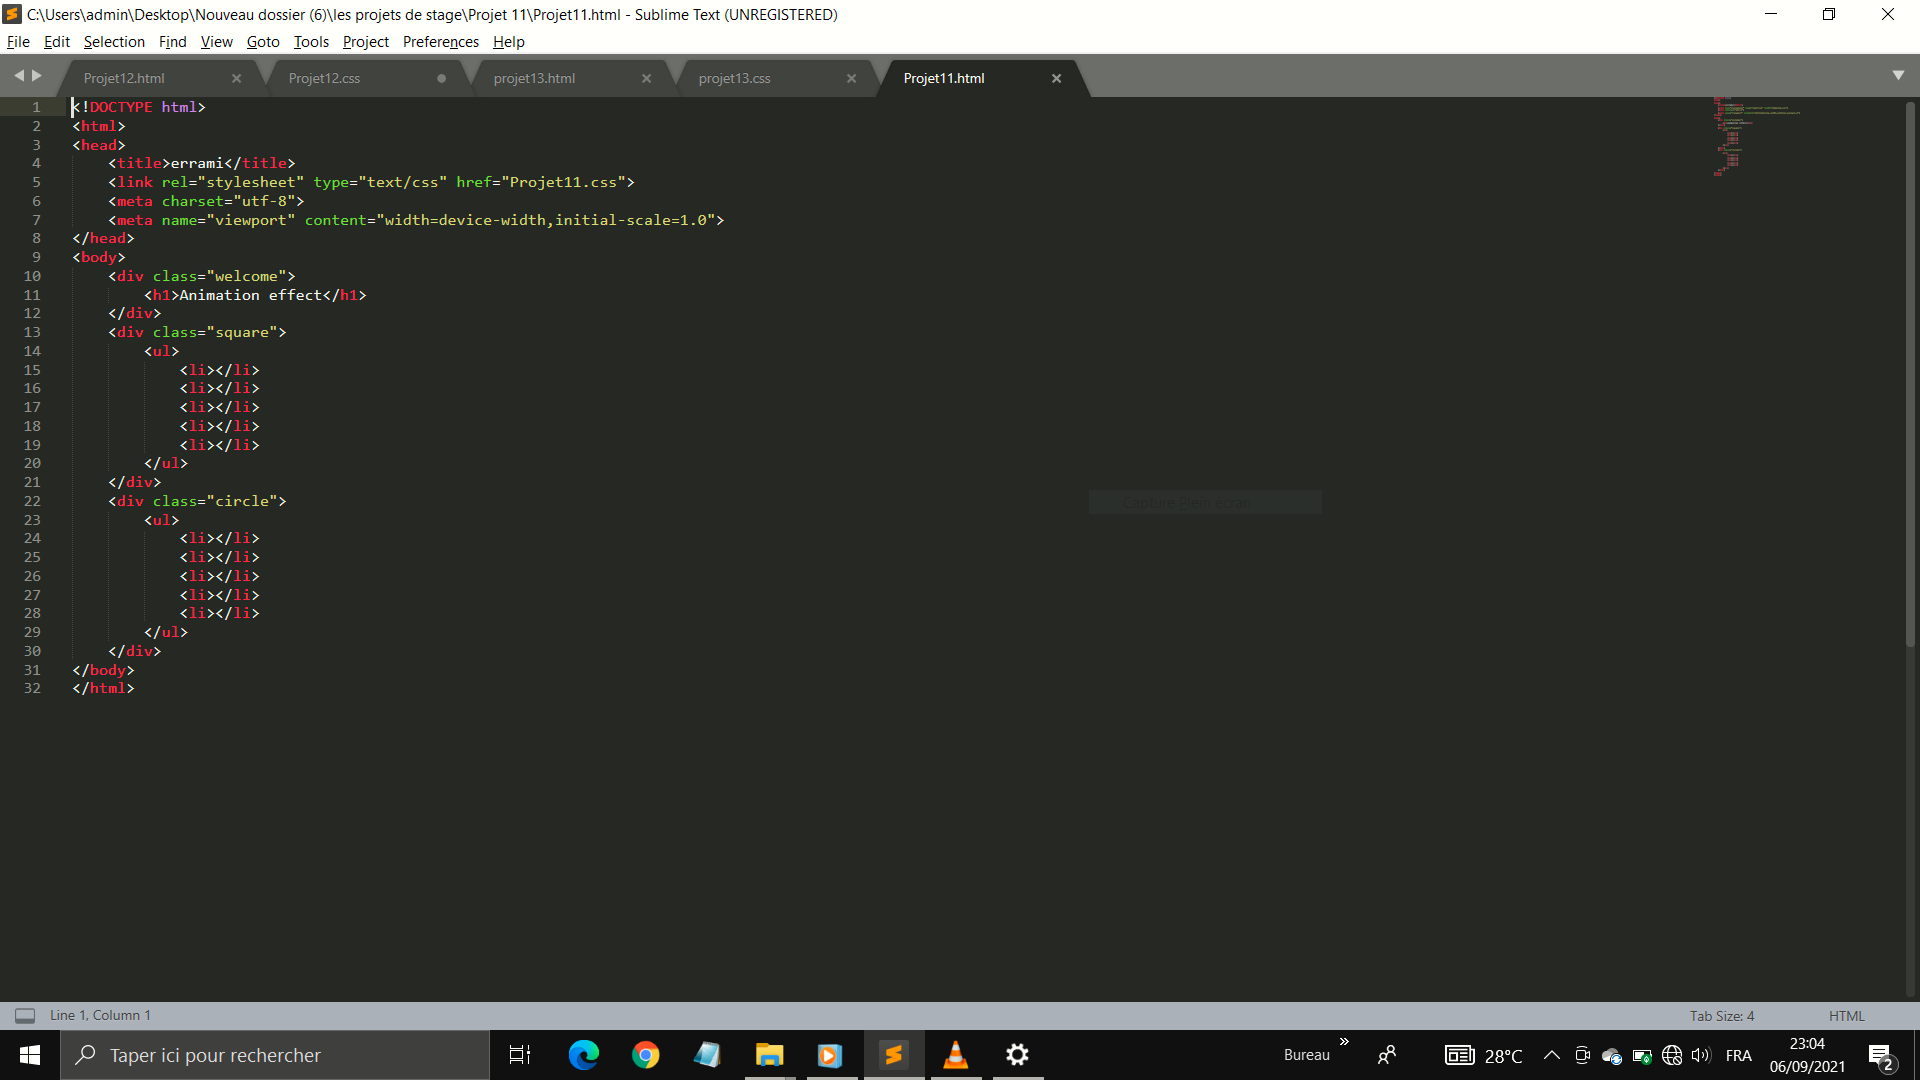 C:\Users\admin\Desktop\Nouveau dossier (6)\les projets de stage\Projet 11\Projet11.html - Sublime Text (UNREGISTERED)
File Edit Selection Find View Goto Tools Project Preferences Help
Projet12.html Projet12.css projet13.html projet13.css Projet11.html
1 <!DOCTYPE html>
2 <html>
3 <head>
4 <title>errami</title>
5 <link rel="stylesheet" type="text/css" href="Projet11.css">
6 <meta charset="utf-8">
7 <meta name="viewport" content="width=device-width,initial-scale=1.0">
8 </head>
9 <body>
10 <div class="welcome">
11 <h1>Animation effect</h1>
12 </div>
13 <div class="square">
14 <ul>
15 <li></li>
16 <li></li>
17 <li></li>
18 <li></li>
19 <li></li>
20 </ul>
21 </div>
22 <div class="circle">
23 <ul>
24 <li></li>
25 <li></li>
26 <li></li>
27 <li></li>
28 <li></li>
29 </ul>
30 </div>
31 </body>
32 </html>
Capture Plein écran
Line 1, Column 1 Tab Size: 4 HTML
Taper ici pour rechercher Bureau » 28°C FRA 23:04
06/09/2021 2